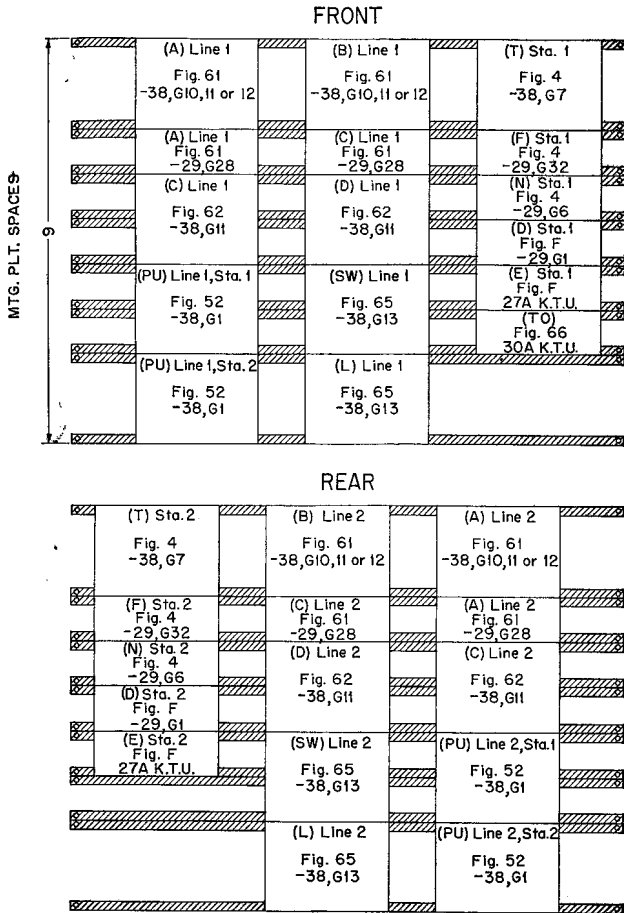 FRONT
MTG. PLT. SPACES
9
(A) Line 1
Fig. 61
-38,G10,11 or 12
(B) Line 1
Fig. 61
-38,G10,11 or 12
(T) Sta. 1
Fig. 4
-38,G7
(A) Line 1
Fig. 61
-29,G28
(C) Line 1
Fig. 61
-29,G28
(F) Sta.1
Fig. 4
-29,G32
(C) Line 1
Fig. 62
-38,G11
(D) Line 1
Fig. 62
-38,G11
(N) Sta.1
Fig. 4
-29,G6
(D) Sta.1
Fig. F
-29,G1
(PU) Line 1,Sta.1
Fig. 52
-38,G1
(SW) Line 1
Fig. 65
-38,G13
(E) Sta.1
Fig. F
27A K.T.U.
(TO)
Fig. 66
30A K.T.U.
(PU) Line 1,Sta.2
Fig. 52
-38,G1
(L) Line 1
Fig. 65
-38,G13
REAR
(T) Sta.2
Fig. 4
-38, G7
(B) Line 2
Fig. 61
-38,G10,11 or 12
(A) Line 2
Fig. 61
-38,G10,11 or 12
(F) Sta.2
Fig. 4
-29,G32
(C) Line 2
Fig. 61
-29,G28
(A) Line 2
Fig. 61
-29,G28
(N) Sta.2
Fig. 4
-29,G6
(D) Line 2
Fig. 62
-38,G11
(C) Line 2
Fig. 62
-38,G11
(D) Sta.2
Fig. F
-29,G1
(E) Sta.2
Fig. F
27A K.T.U.
(SW) Line 2
Fig. 65
-38,G13
(PU) Line 2,Sta.1
Fig. 52
-38,G1
(L) Line 2
Fig. 65
-38,G13
(PU) Line 2,Sta.2
Fig. 52
-38,G1